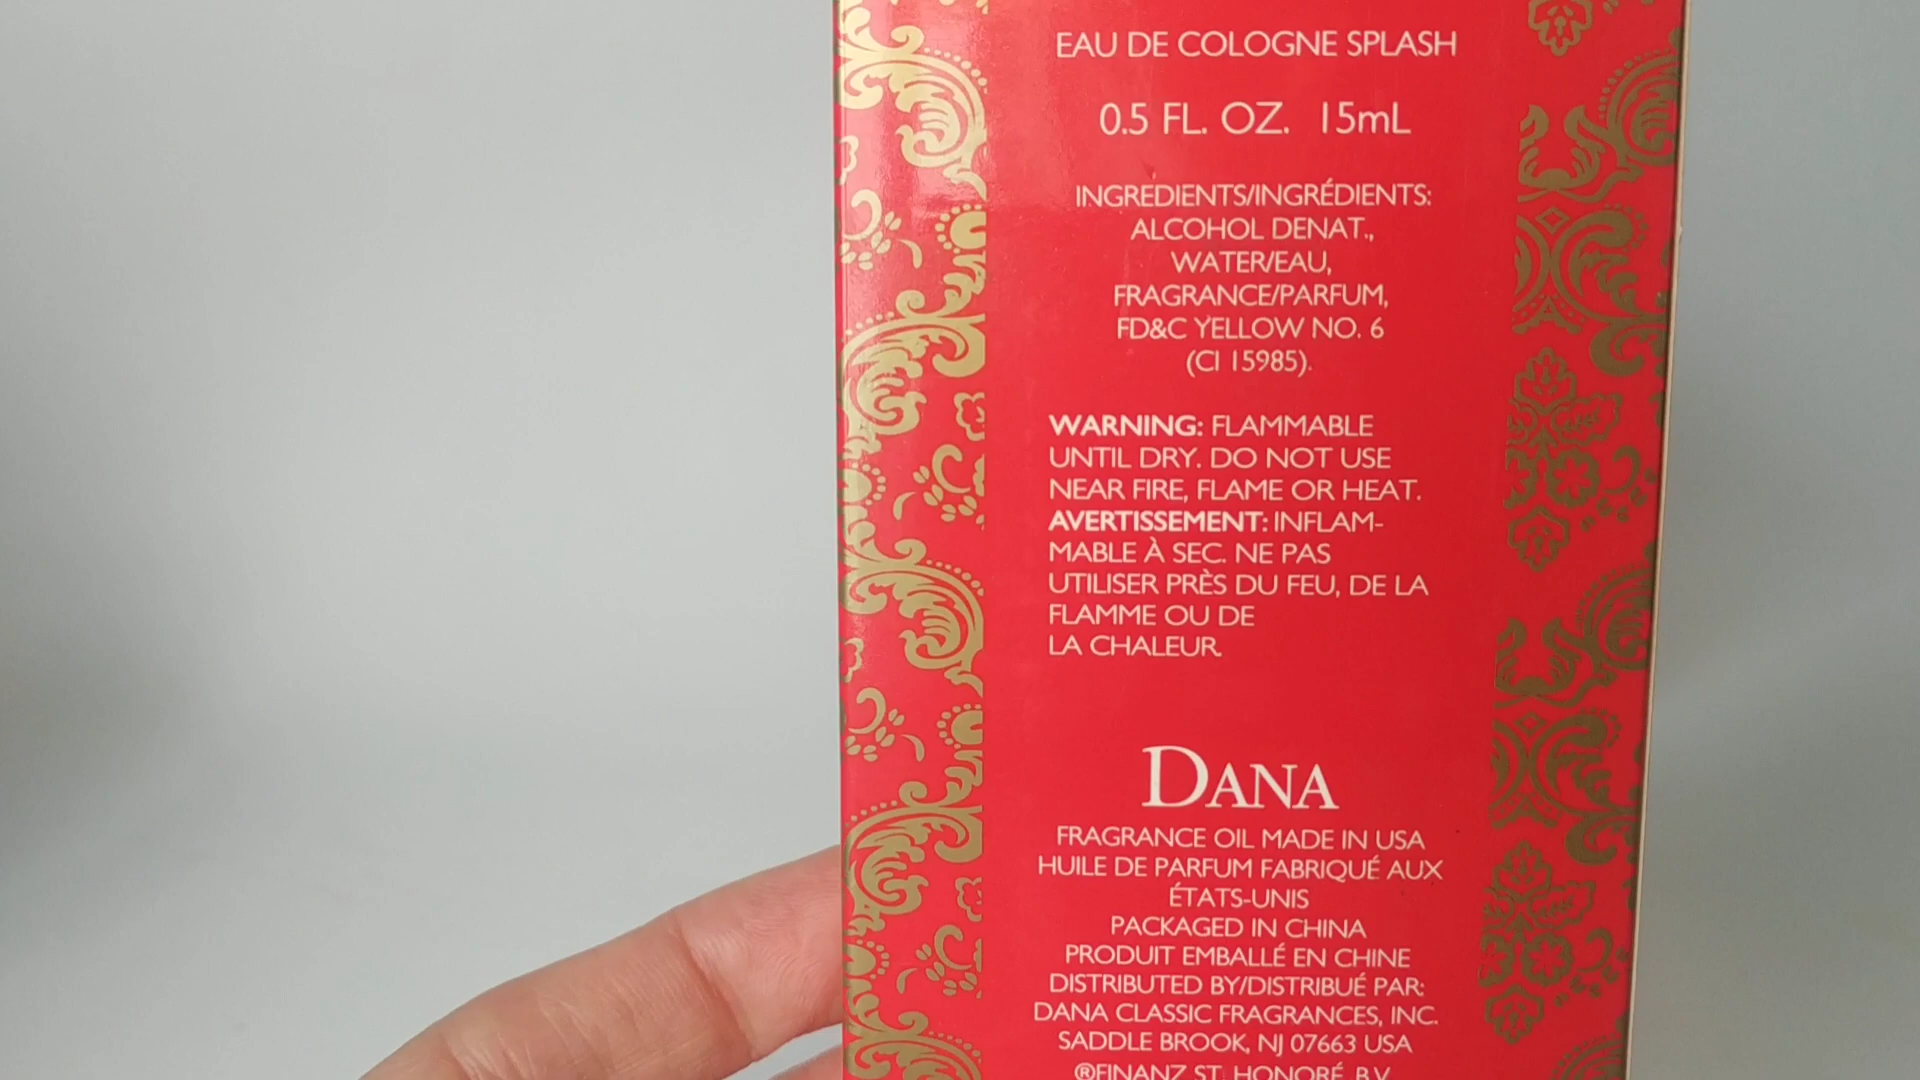 EAU DE COLOGNE SPLASH
0.5 FL. OZ. 15mL
INGREDIENTS/INGRÉDIENTS:
ALCOHOL DENAT.,
WATER/EAU,
FRAGRANCE/PARFUM,
FD&C YELLOW NO. 6
(CI 15985).
WARNING: FLAMMABLE
UNTIL DRY. DO NOT USE
NEAR FIRE, FLAME OR HEAT.
AVERTISSEMENT: INFLAM-
MABLE À SEC. NE PAS
UTILISER PRÈS DU FEU, DE LA
FLAMME OU DE
LA CHALEUR.
DANA
FRAGRANCE OIL MADE IN USA
HUILE DE PARFUM FABRIQUÉ AUX
ÉTATS-UNIS
PACKAGED IN CHINA
PRODUIT EMBALLÉ EN CHINE
DISTRIBUTED BY/DISTRIBUÉ PAR:
DANA CLASSIC FRAGRANCES, INC.
SADDLE BROOK, NJ 07663 USA
®FINANZ ST. HONORÉ, B.V.